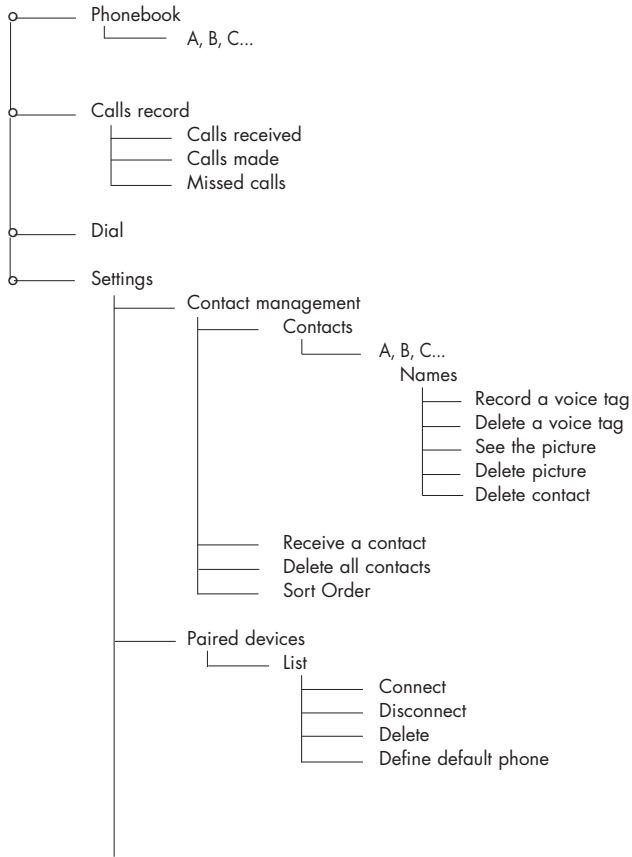 Phonebook
A, B, C...
Calls record
Calls received
Calls made
Missed calls
Dial
Settings
Contact management
Contacts
A, B, C...
Names
Record a voice tag
Delete a voice tag
See the picture
Delete picture
Delete contact
Receive a contact
Delete all contacts
Sort Order
Paired devices
List
Connect
Disconnect
Delete
Define default phone